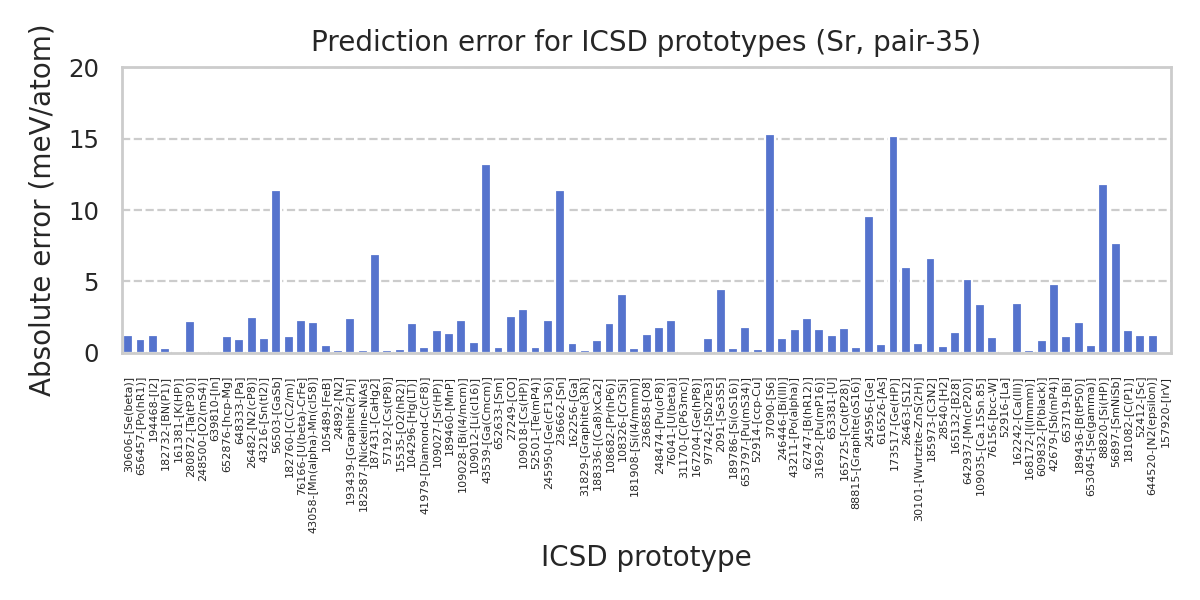 Prediction error for ICSD prototypes (Sr, pair-35)
Absolute error (meV/atom)
20
15
10
5
0
30606-[Se(beta)]
656457-[Po(hR1)]
194468-[I2]
182732-[BN(P1)]
16138-[K(HP)]
280872-[Ta(tP30)]
248500-[O2(mS4)]
639810-[In]
652876-[hcp-Mg]
648333-[Pa]
26482-[N2(cP8)]
43216-[Sn(tI2)]
56503-[GaSb]
182760-[C(C2/m)]
76166-[U(beta)-CrFe]
43058-[Mn(alpha)-Mn(cI58)]
105489-[FeB]
24892-[N2]
193439-[Graphite(2H)]
182587-[Nickeline-NiAs]
187431-[CaHg2]
57192-[Cs(tP8)]
15535-[O2(hR2)]
104296-[Hg(LT)]
41979-[Diamond-C(cF8)]
109027-[Sr(HP)]
189460-[MnP]
109028-[Bi(I4/mcm)]
109012-[Li(cI16)]
43539-[Ga(Cmcm)]
652633-[Sm]
27249-[CO]
109018-[Cs(HP)]
52501-[Te(mP4)]
245950-[Ge(cF136)]
236662-[Sn]
162256-[Ga]
31829-[Graphite(3R)]
188336-[(Ca8)xCa2]
108682-[Pr(hP6)]
108326-[Cr3Si]
181908-[Si(I4/mmm)]
236858-[O8]
248474-[Pu(oF8)]
76041-[U(beta)]
31170-[C(P63mc)]
167204-[Ge(hP8)]
97742-[Sb2Te3]
2091-[Se3S5]
189786-[Si(oS16)]
653797-[Pu(mS34)]
52914-[ccp-Cu]
37090-[S6]
246446-[Bi(III)]
43211-[Po(alpha)]
62747-[B(hR12)]
31692-[Pu(mP16)]
653381-[U]
165725-[Co(tP28)]
88815-[Graphite(oS16)]
245956-[Ge]
616526-[As]
173517-[Ge(HP)]
26463-[S12]
185973-[C3N2]
30101-[Wurtzite-ZnS(2H)]
28540-[H2]
165132-[B28]
642937-[Mn(cP20)]
109035-[Ca.15Sn.85]
76156-[bcc-W]
52916-[La]
162242-[Ca(III)]
168172-[I(Immm)]
609832-[P(black)]
42679-[Sb(mP4)]
653719-[Bi]
189436-[B(tP50)]
653045-[Se(gamma)]
88820-[Si(HP)]
56897-[SmNiSb]
181082-[C(P1)]
52412-[Sc]
644520-[N2(epsilon)]
157920-[IrV]
ICSD prototype